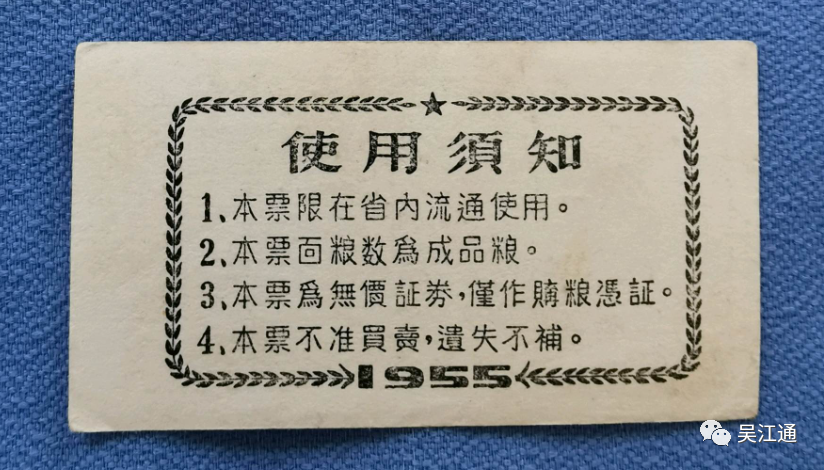 使用須知
1、本票限在省内流通使用。
2、本票面粮数爲成品粮。
3、本票爲無價証券，僅作購粮憑証。
4、本票不准買賣，遺失不補。
1955
吴江通